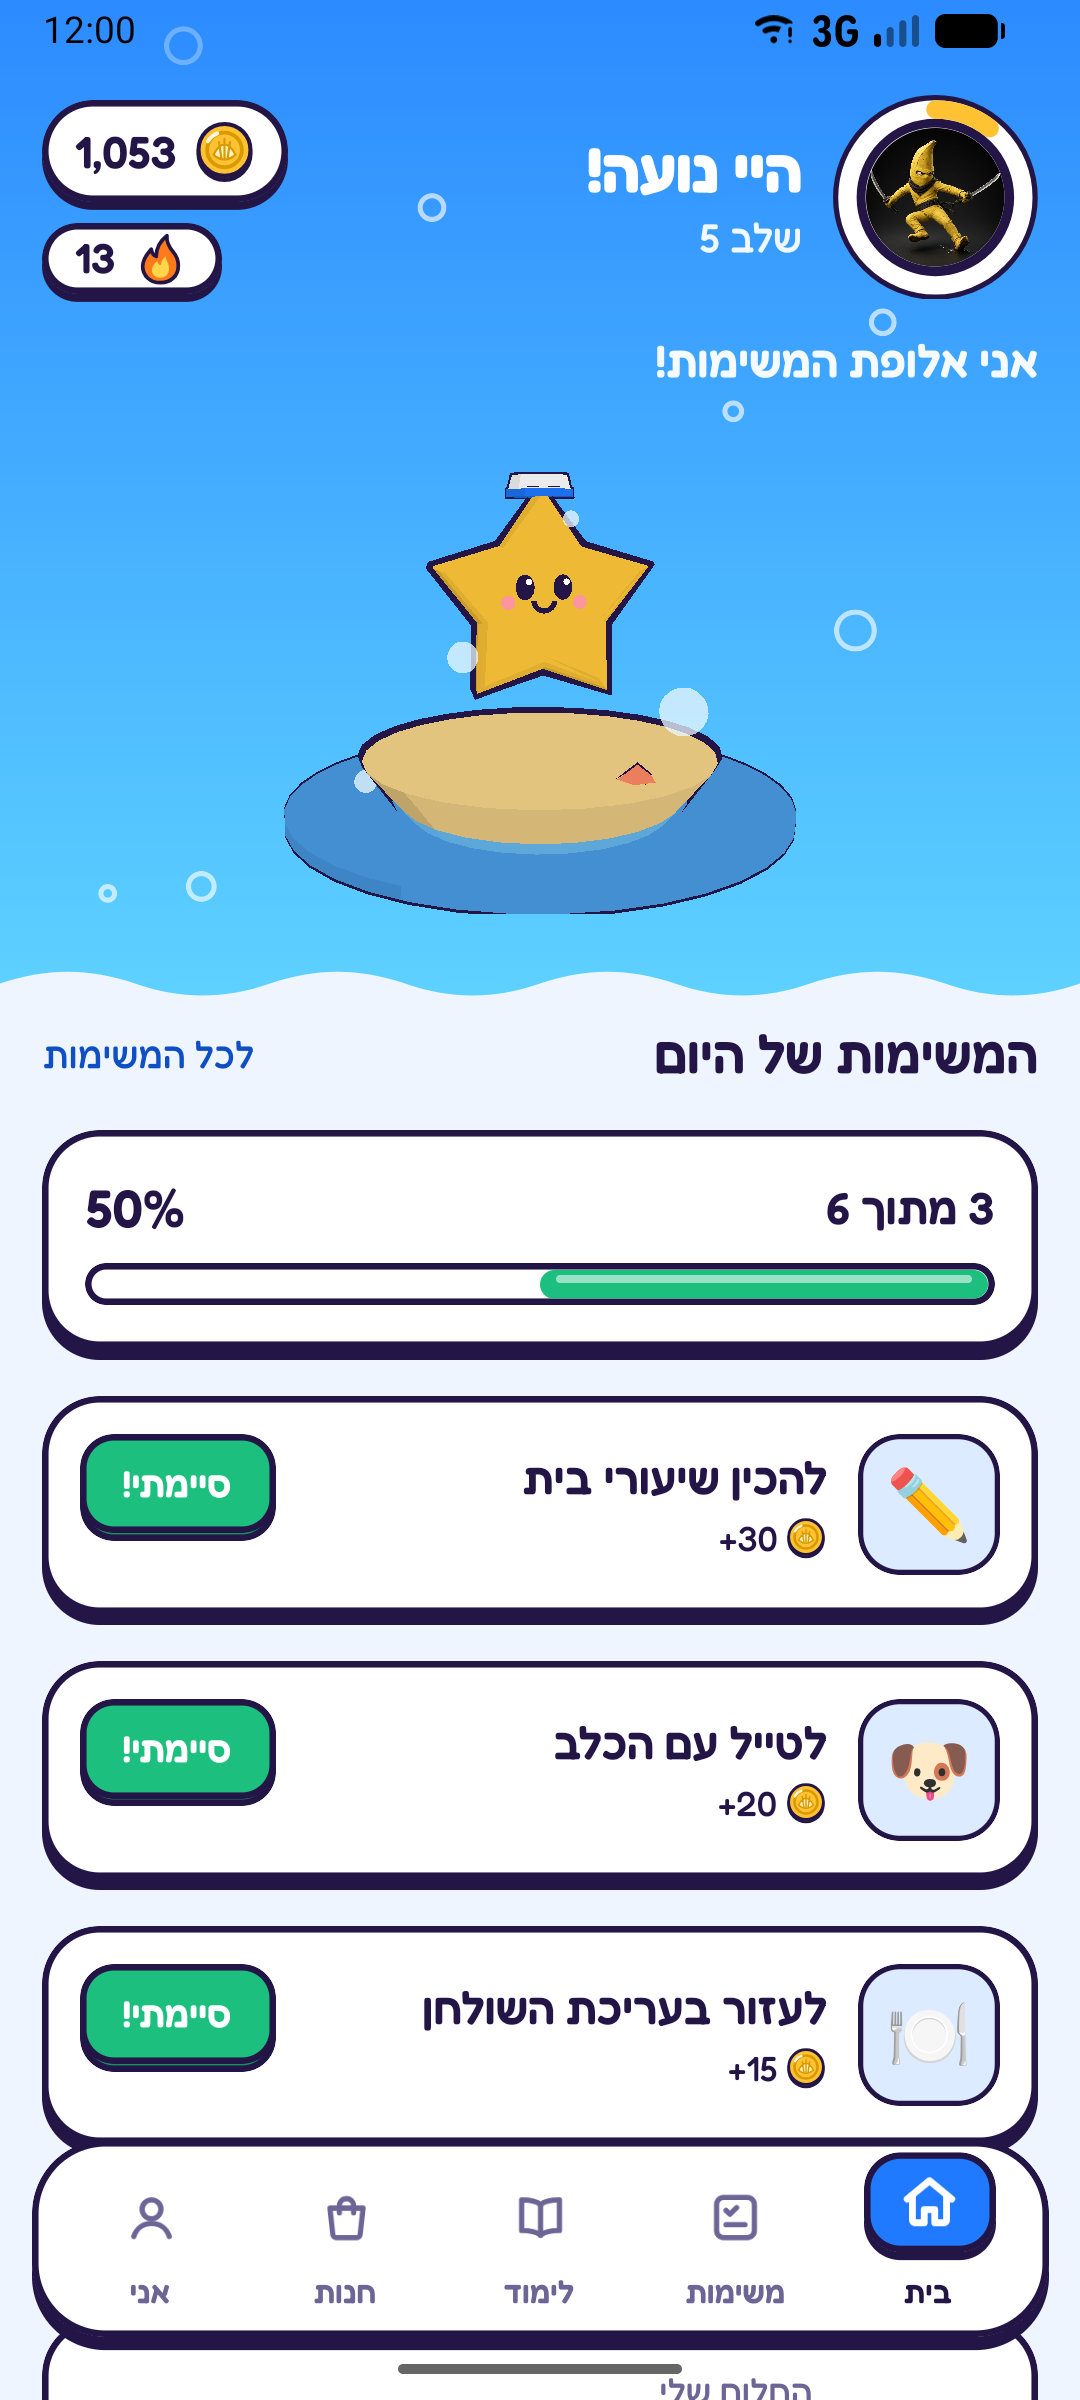 12:00
3G
היי נועה!
שלב 5
1,053
13
אני אלופת המשימות!
המשימות של היום
לכל המשימות
3 מתוך 6
50%
להכין שיעורי בית
+30
סיימתי!
לטייל עם הכלב
+20
סיימתי!
לעזור בעריכת השולחן
+15
סיימתי!
בית
משימות
לימוד
חנות
אני
החלום שלי